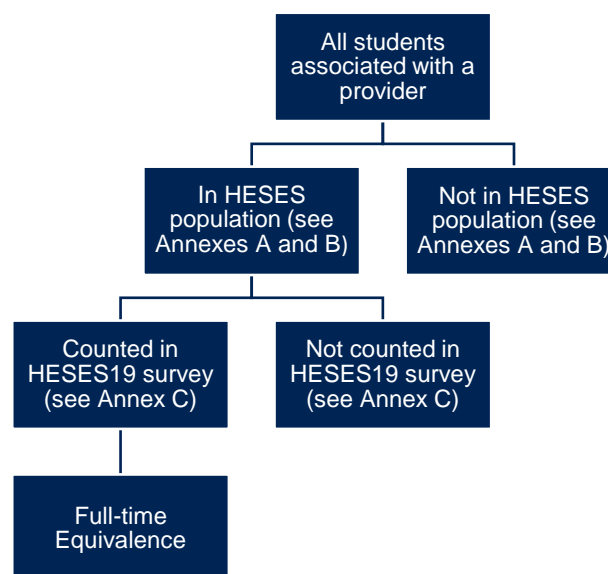 All students
associated with a
provider
In HESES
population (see
Annexes A and B)
Not in HESES
population (see
Annexes A and B)
Counted in
HESES19 survey
(see Annex C)
Not counted in
HESES19 survey
(see Annex C)
Full-time
Equivalence